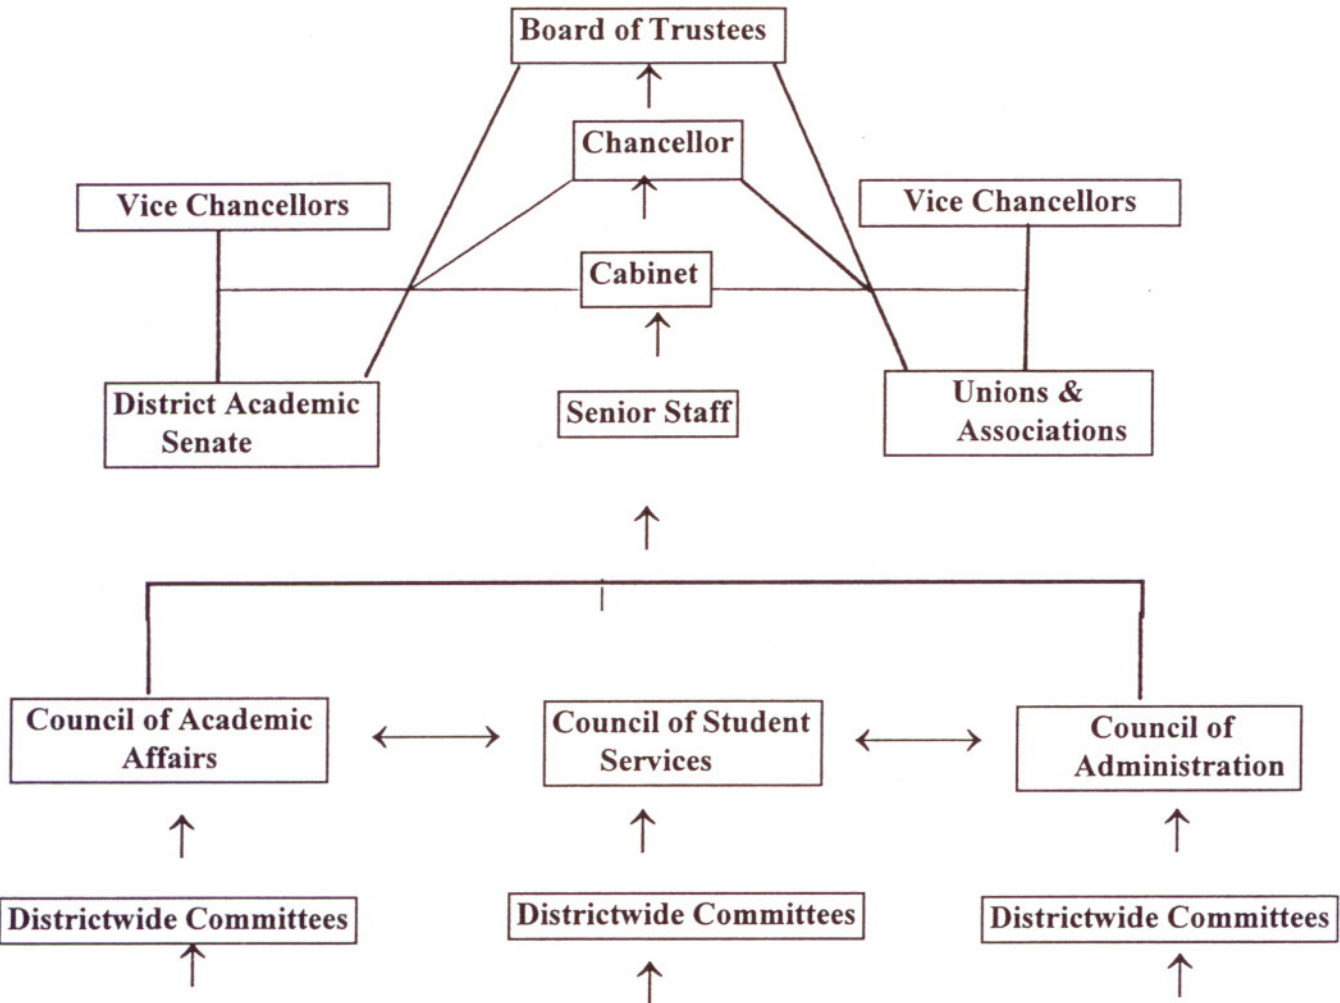 Board of Trustees
Chancellor
Vice Chancellors
Vice Chancellors
Cabinet
District Academic
Senate
Senior Staff
Unions &
Associations
Council of Academic
Affairs
Council of Student
Services
Council of
Administration
Districtwide Committees
Districtwide Committees
Districtwide Committees